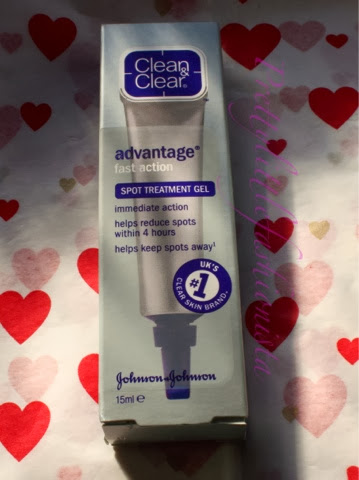 Clean
&
Clear®
advantage®
fast action
SPOT TREATMENT GEL
immediate action
helps reduce spots
within 4 hours
helps keep spots away¹
UK'S
#1
CLEAR SKIN BRAND.
Johnson & Johnson
15ml e